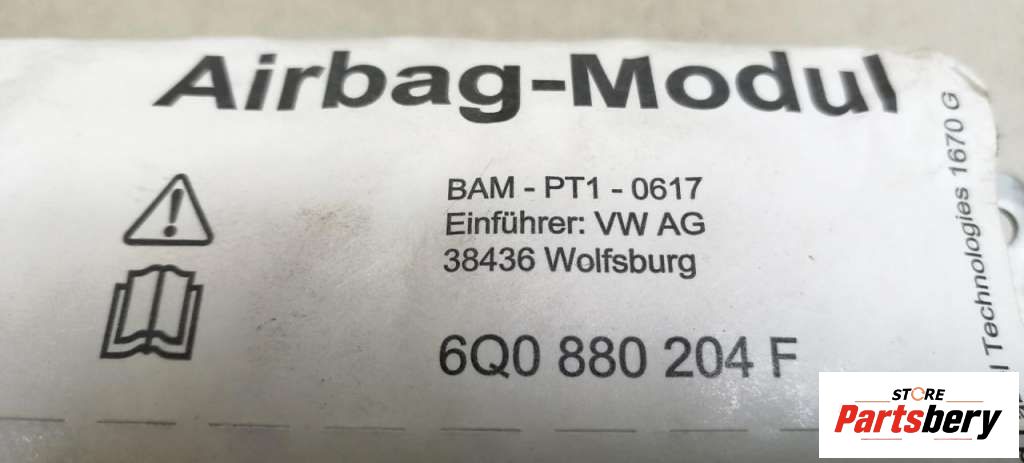 Airbag-Modul
BAM - PT1 - 0617
Einführer: VW AG
38436 Wolfsburg
6Q0 880 204 F
Technologies 1670 G
STORE
Partsbery